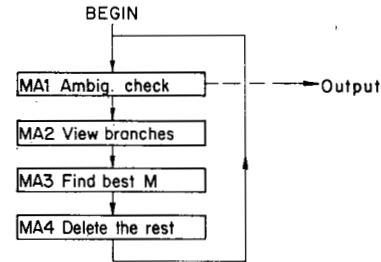 BEGIN
MA1 Ambig. check
Output
MA2 View branches
MA3 Find best M
MA4 Delete the rest